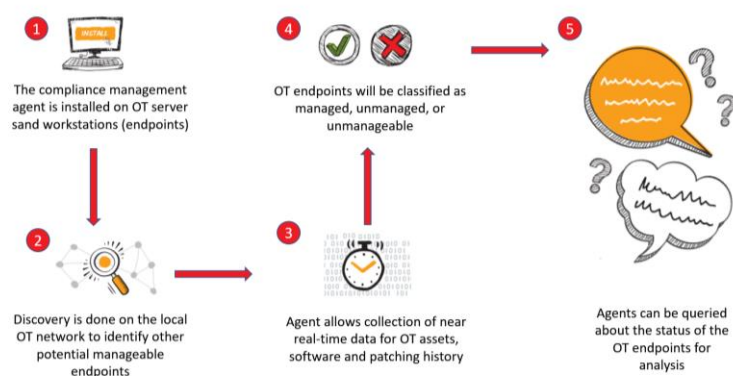 1
INSTALL
The compliance management
agent is installed on OT server
sand workstations (endpoints)
2
Discovery is done on the local
OT network to identify other
potential manageable
endpoints
3
Agent allows collection of near
real-time data for OT assets,
software and patching history
4
OT endpoints will be classified as
managed, unmanaged, or
unmanageable
5
Agents can be queried
about the status of the
OT endpoints for
analysis